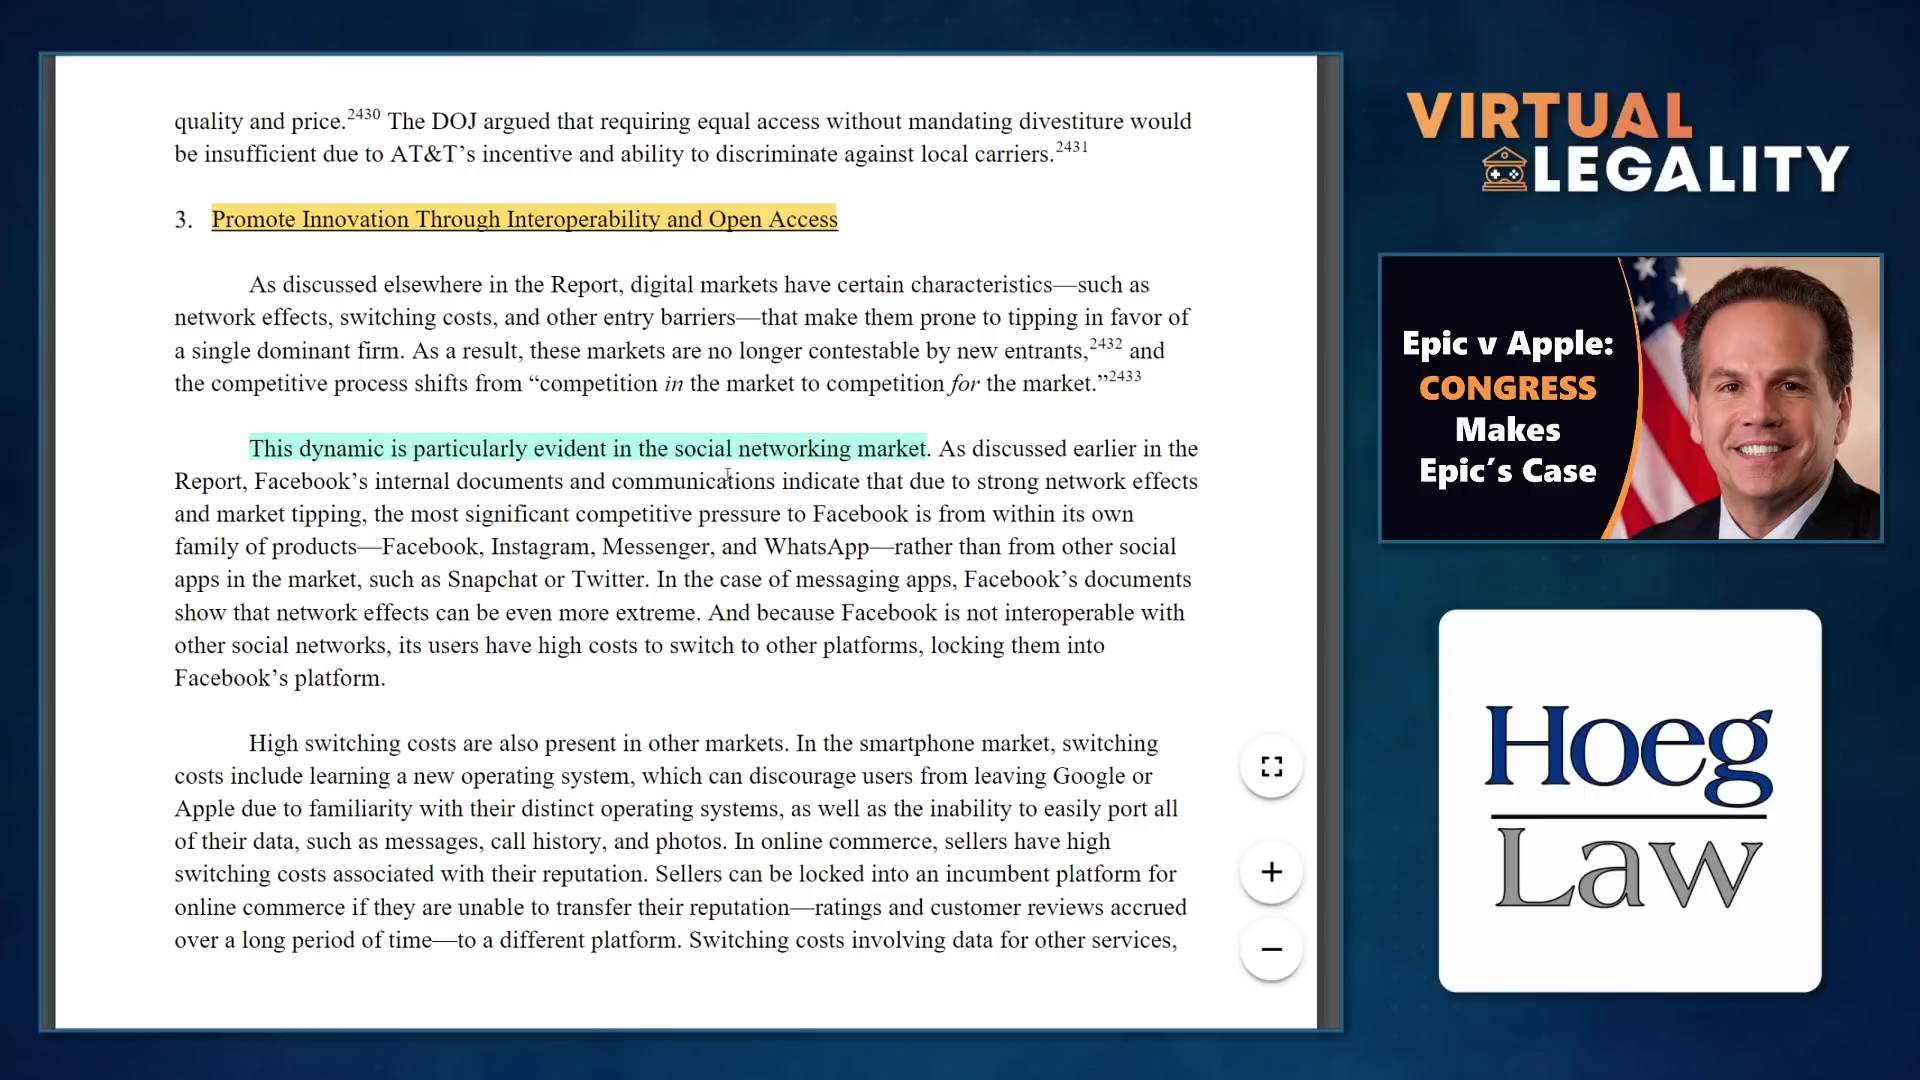 quality and price.2430 The DOJ argued that requiring equal access without mandating divestiture would
be insufficient due to AT&T’s incentive and ability to discriminate against local carriers.2431
3. Promote Innovation Through Interoperability and Open Access
As discussed elsewhere in the Report, digital markets have certain characteristics—such as
network effects, switching costs, and other entry barriers—that make them prone to tipping in favor of
a single dominant firm. As a result, these markets are no longer contestable by new entrants,2432 and
the competitive process shifts from “competition in the market to competition for the market.”2433
This dynamic is particularly evident in the social networking market. As discussed earlier in the
Report, Facebook’s internal documents and communications indicate that due to strong network effects
and market tipping, the most significant competitive pressure to Facebook is from within its own
family of products—Facebook, Instagram, Messenger, and WhatsApp—rather than from other social
apps in the market, such as Snapchat or Twitter. In the case of messaging apps, Facebook’s documents
show that network effects can be even more extreme. And because Facebook is not interoperable with
other social networks, its users have high costs to switch to other platforms, locking them into
Facebook’s platform.
High switching costs are also present in other markets. In the smartphone market, switching
costs include learning a new operating system, which can discourage users from leaving Google or
Apple due to familiarity with their distinct operating systems, as well as the inability to easily port all
of their data, such as messages, call history, and photos. In online commerce, sellers have high
switching costs associated with their reputation. Sellers can be locked into an incumbent platform for
online commerce if they are unable to transfer their reputation—ratings and customer reviews accrued
over a long period of time—to a different platform. Switching costs involving data for other services,
VIRTUAL
LEGALITY
Epic v Apple:
CONGRESS
Makes
Epic’s Case
Hoeg
Law